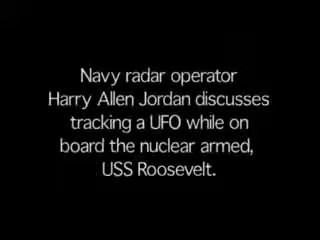 Navy radar operator
Harry Allen Jordan discusses
tracking a UFO while on
board the nuclear armed,
USS Roosevelt.